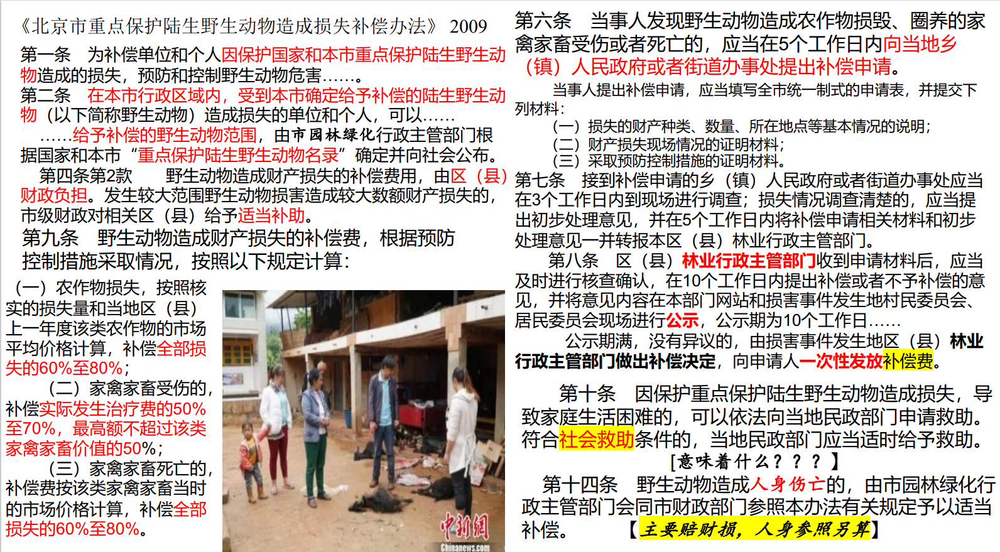 《北京市重点保护陆生野生动物造成损失补偿办法》 2009
第一条 为补偿单位和个人因保护国家和本市重点保护陆生野生动
物造成的损失，预防和控制野生动物危害……。
第二条 在本市行政区域内，受到本市确定给予补偿的陆生野生动
物（以下简称野生动物）造成损失的单位和个人，可以……
……给予补偿的野生动物范围，由市园林绿化行政主管部门根
据国家和本市“重点保护陆生野生动物名录”确定并向社会公布。
第四条第2款 野生动物造成财产损失的补偿费用，由区（县）
财政负担。发生较大范围野生动物损害造成较大数额财产损失的，
市级财政对相关区（县）给予适当补助。
第九条 野生动物造成财产损失的补偿费，根据预防
控制措施采取情况，按照以下规定计算：
（一）农作物损失，按照核
实的损失量和当地区（县）
上一年度该类农作物的市场
平均价格计算，补偿全部损
失的60%至80%；
（二）家禽家畜受伤的，
补偿实际发生治疗费的50%
至70%，最高额不超过该类
家禽家畜价值的50%；
（三）家禽家畜死亡的，
补偿费按该类家禽家畜当时
的市场价格计算，补偿全部
损失的60%至80%。
中新网
Chinanews.com
第六条 当事人发现野生动物造成农作物损毁、圈养的家
禽家畜受伤或者死亡的，应当在5个工作日内向当地乡
（镇）人民政府或者街道办事处提出补偿申请。
当事人提出补偿申请，应当填写全市统一制式的申请表，并提交下
列材料：
（一）损失的财产种类、数量、所在地点等基本情况的说明；
（二）财产损失现场情况的证明材料；
（三）采取预防控制措施的证明材料。
第七条 接到补偿申请的乡（镇）人民政府或者街道办事处应当
在3个工作日内到现场进行调查；损失情况调查清楚的，应当提
出初步处理意见，并在5个工作日内将补偿申请相关材料和初步
处理意见一并转报本区（县）林业行政主管部门。
第八条 区（县）林业行政主管部门收到申请材料后，应当
及时进行核查确认，在10个工作日内提出补偿或者不予补偿的意
见，并将意见内容在本部门网站和损害事件发生地村民委员会、
居民委员会现场进行公示，公示期为10个工作日……
公示期满，没有异议的，由损害事件发生地区（县）林业
行政主管部门做出补偿决定，向申请人一次性发放补偿费。
第十条 因保护重点保护陆生野生动物造成损失，导
致家庭生活困难的，可以依法向当地民政部门申请救助。
符合社会救助条件的，当地民政部门应当适时给予救助。
[意味着什么？？？】
第十四条 野生动物造成人身伤亡的，由市园林绿化行
政主管部门会同市财政部门参照本办法有关规定予以适当
补偿。 【主要赔财损，人身参照另算】